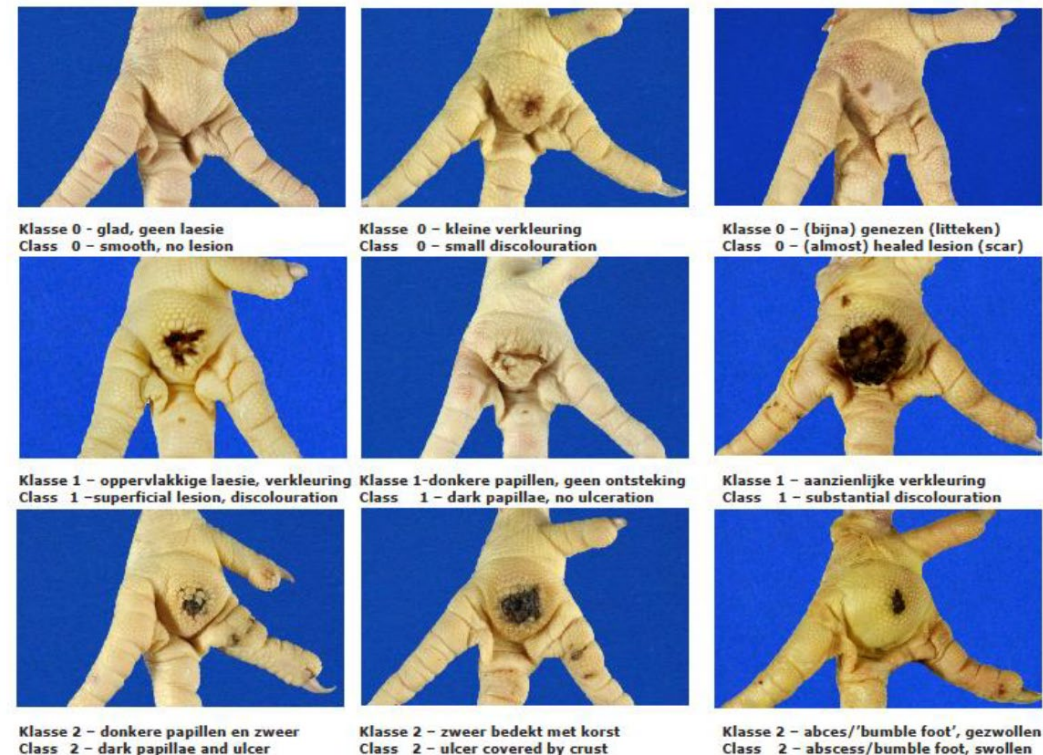 Klasse 0 - glad, geen laesie
Class 0 – smooth, no lesion
Klasse 0 – kleine verkleuring
Class 0 – small discolouration
Klasse 0 – (bijna) genezen (litteken)
Class 0 – (almost) healed lesion (scar)
Klasse 1 – oppervlakkige laesie, verkleuring
Class 1 –superficial lesion, discolouration
Klasse 1-donkere papillen, geen ontsteking
Class 1 – dark papillae, no ulceration
Klasse 1 – aanzienlijke verkleuring
Class 1 – substantial discolouration
Klasse 2 – donkere papillen en zweer
Class 2 – dark papillae and ulcer
Klasse 2 – zweer bedekt met korst
Class 2 – ulcer covered by crust
Klasse 2 – abces/'bumble foot', gezwollen
Class 2 – abscess/bumble foot, swollen